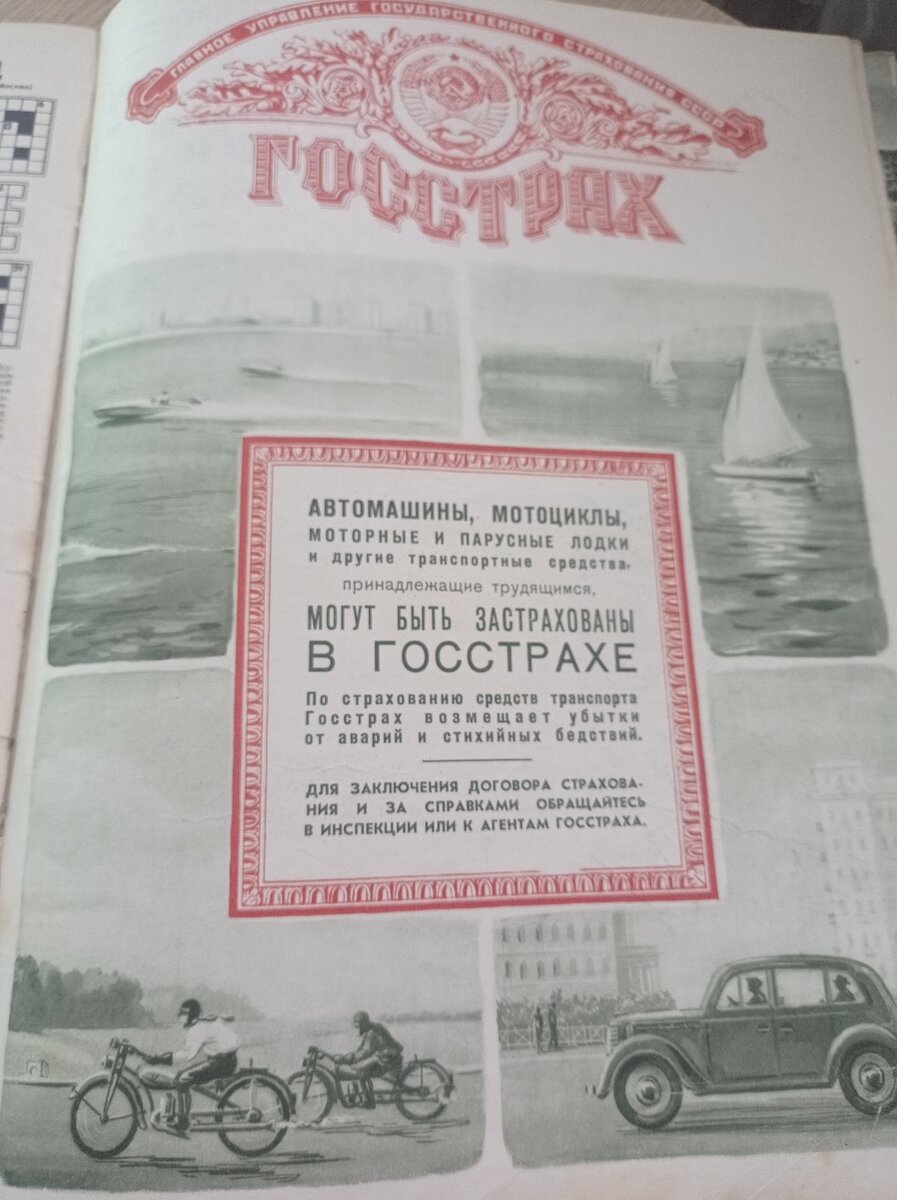 ГЛАВНОЕ УПРАВЛЕНИЕ ГОСУДАРСТВЕННОГО СТРАХОВАНИЯ СССР
ГОССТРАХ
АВТОМАШИНЫ, МОТОЦИКЛЫ,
МОТОРНЫЕ И ПАРУСНЫЕ ЛОДКИ
и другие транспортные средства,
принадлежащие трудящимся,
МОГУТ БЫТЬ ЗАСТРАХОВАНЫ
В ГОССТРАХЕ
По страхованию средств транспорта
Госстрах возмещает убытки
от аварий и стихийных бедствий.
ДЛЯ ЗАКЛЮЧЕНИЯ ДОГОВОРА СТРАХОВА-
НИЯ И ЗА СПРАВКАМИ ОБРАЩАЙТЕСЬ
В ИНСПЕКЦИИ ИЛИ К АГЕНТАМ ГОССТРАХА.